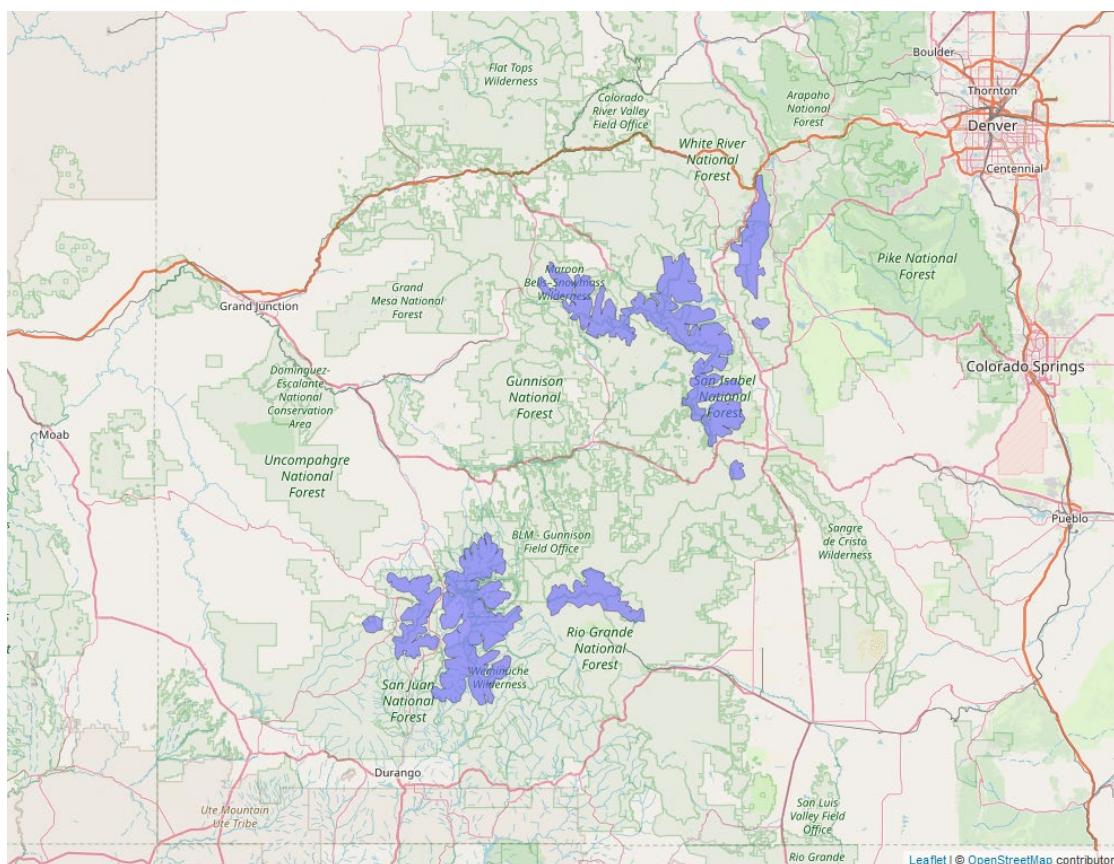 Boulder
Flat Tops
Wilderness
Thornton
Arapaho
National
Forest
Colorado
River Valley
Field Office
Denver
White River
National
Forest
Centennial
Pike National
Forest
Maroon
Bells–Snowmass
Wilderness
Grand
Mesa National
Forest
Grand Junction
Colorado Springs
Dominguez-
Escalante
National
Conservation
Area
Gunnison
National
Forest
San Isabel
National
Forest
Moab
Uncompahgre
National
Forest
Pueblo
Sangre
de Cristo
Wilderness
BLM - Gunnison
Field Office
Rio Grande
National
Forest
Weminuche
Wilderness
San Juan
National
Forest
Durango
Ute Mountain
Ute Tribe
San Luis
Valley Field
Office
Rio Grande
Leaflet | © OpenStreetMap contributor